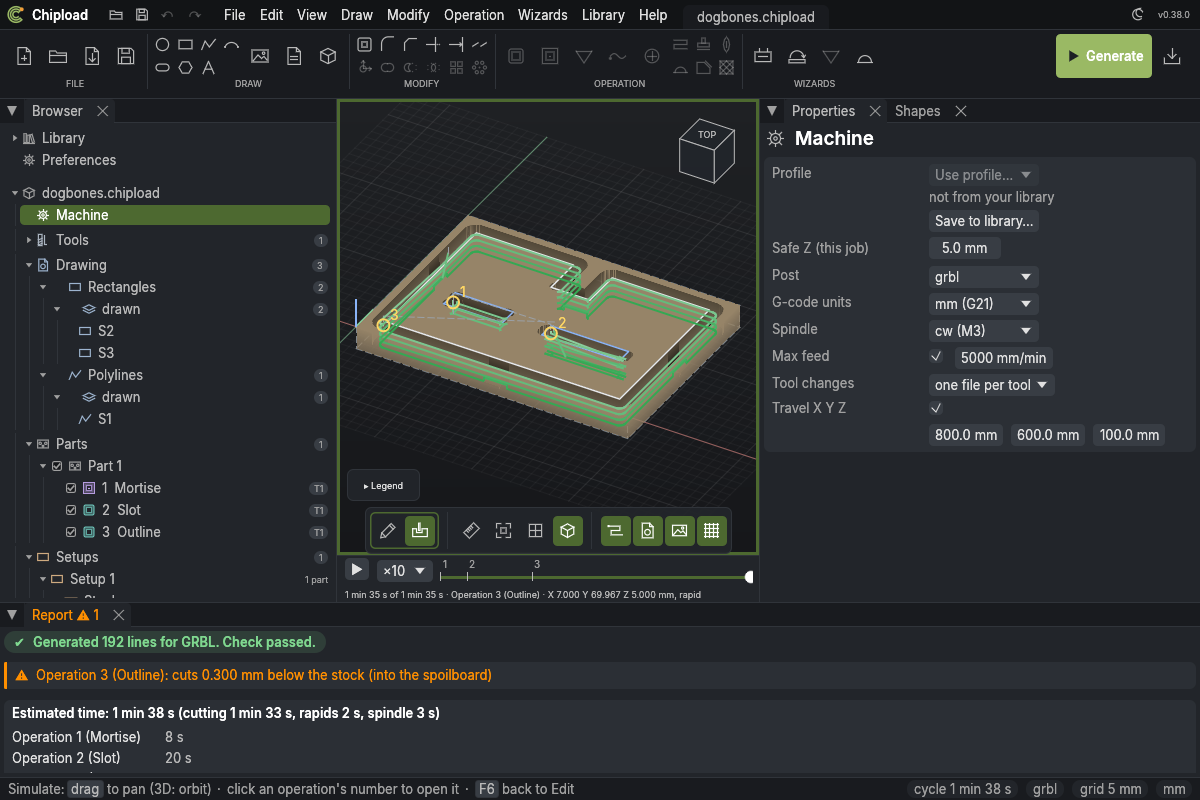 Chipload
File Edit View Draw Modify Operation Wizards Library Help
dogbones.chipload
v0.38.0
FILE
DRAW
MODIFY
OPERATION
WIZARDS
Generate
Browser
Library
Preferences
dogbones.chipload
Machine
Tools 1
Drawing 3
Rectangles 2
drawn 2
S2
S3
Polylines 1
drawn 1
S1
Parts 1
Part 1
1 Mortise T1
2 Slot T1
3 Outline T1
Setups 1
Setup 1 1 part
TOP
1
2
3
Legend
×10
1 2 3
1 min 35 s of 1 min 35 s · Operation 3 (Outline) · X 7.000 Y 69.967 Z 5.000 mm, rapid
Properties
Shapes
Machine
Profile Use profile...
not from your library
Save to library...
Safe Z (this job) 5.0 mm
Post grbl
G-code units mm (G21)
Spindle cw (M3)
Max feed 5000 mm/min
Tool changes one file per tool
Travel X Y Z
800.0 mm 600.0 mm 100.0 mm
Report 1
Generated 192 lines for GRBL. Check passed.
Operation 3 (Outline): cuts 0.300 mm below the stock (into the spoilboard)
Estimated time: 1 min 38 s (cutting 1 min 33 s, rapids 2 s, spindle 3 s)
Operation 1 (Mortise) 8 s
Operation 2 (Slot) 20 s
Simulate: drag to pan (3D: orbit) · click an operation's number to open it · F6 back to Edit
cycle 1 min 38 s grbl grid 5 mm mm